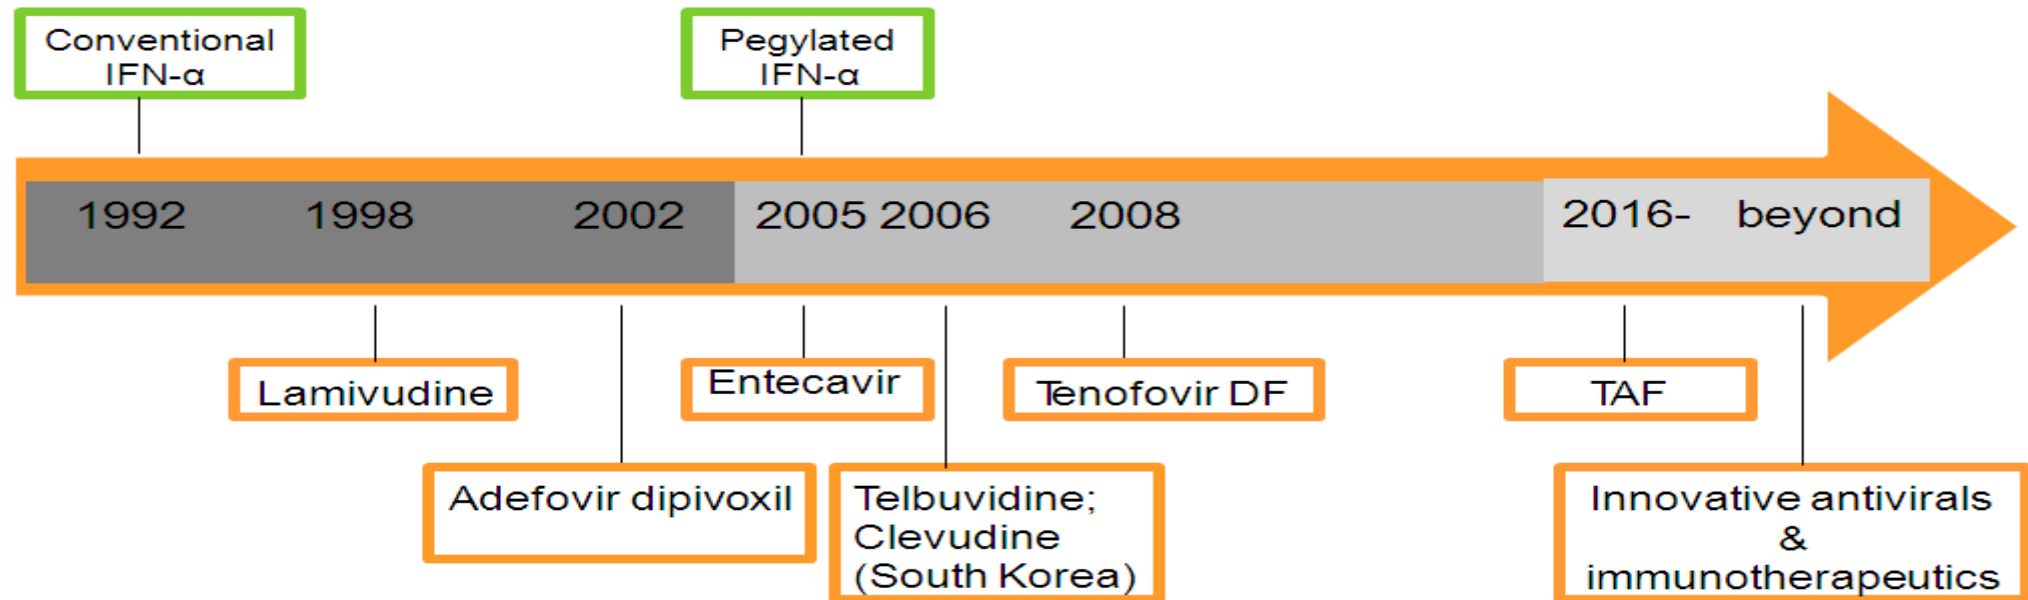 Conventional
IFN-α
Pegylated
IFN-α
1992 1998 2002 2005 2006 2008 2016- beyond
Lamivudine
Entecavir
Tenofovir DF
TAF
Adefovir dipivoxil
Telbuvidine;
Clevudine
(South Korea)
Innovative antivirals
&
immunotherapeutics